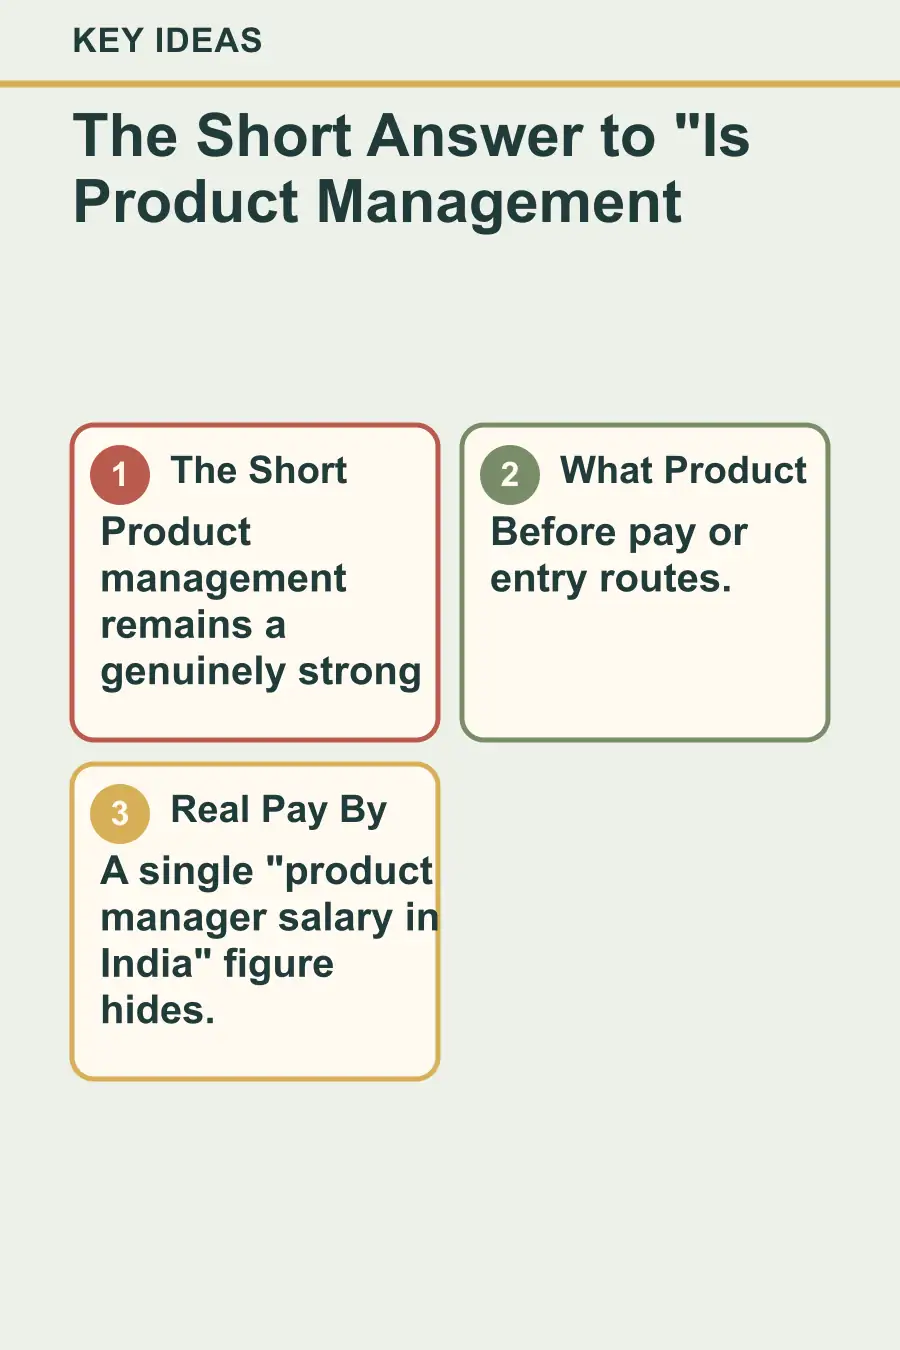 KEY IDEAS
The Short Answer to "Is
Product Management
1
The Short
Product
management
remains a
genuinely strong
2
What Product
Before pay or
entry routes.
3
Real Pay By
A single "product
manager salary in
India" figure
hides.